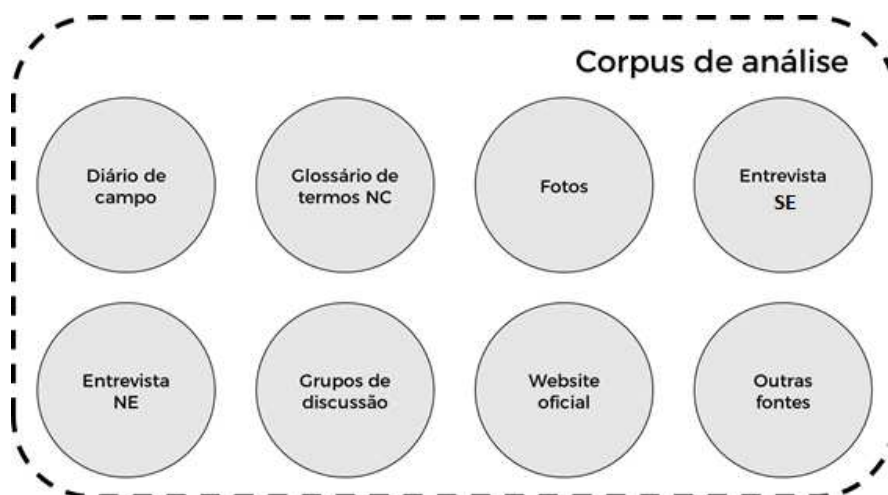 Corpus de análise
Diário de
campo
Glossário de
termos NC
Fotos
Entrevista
SE
Entrevista
NE
Grupos de
discussão
Website
oficial
Outras
fontes